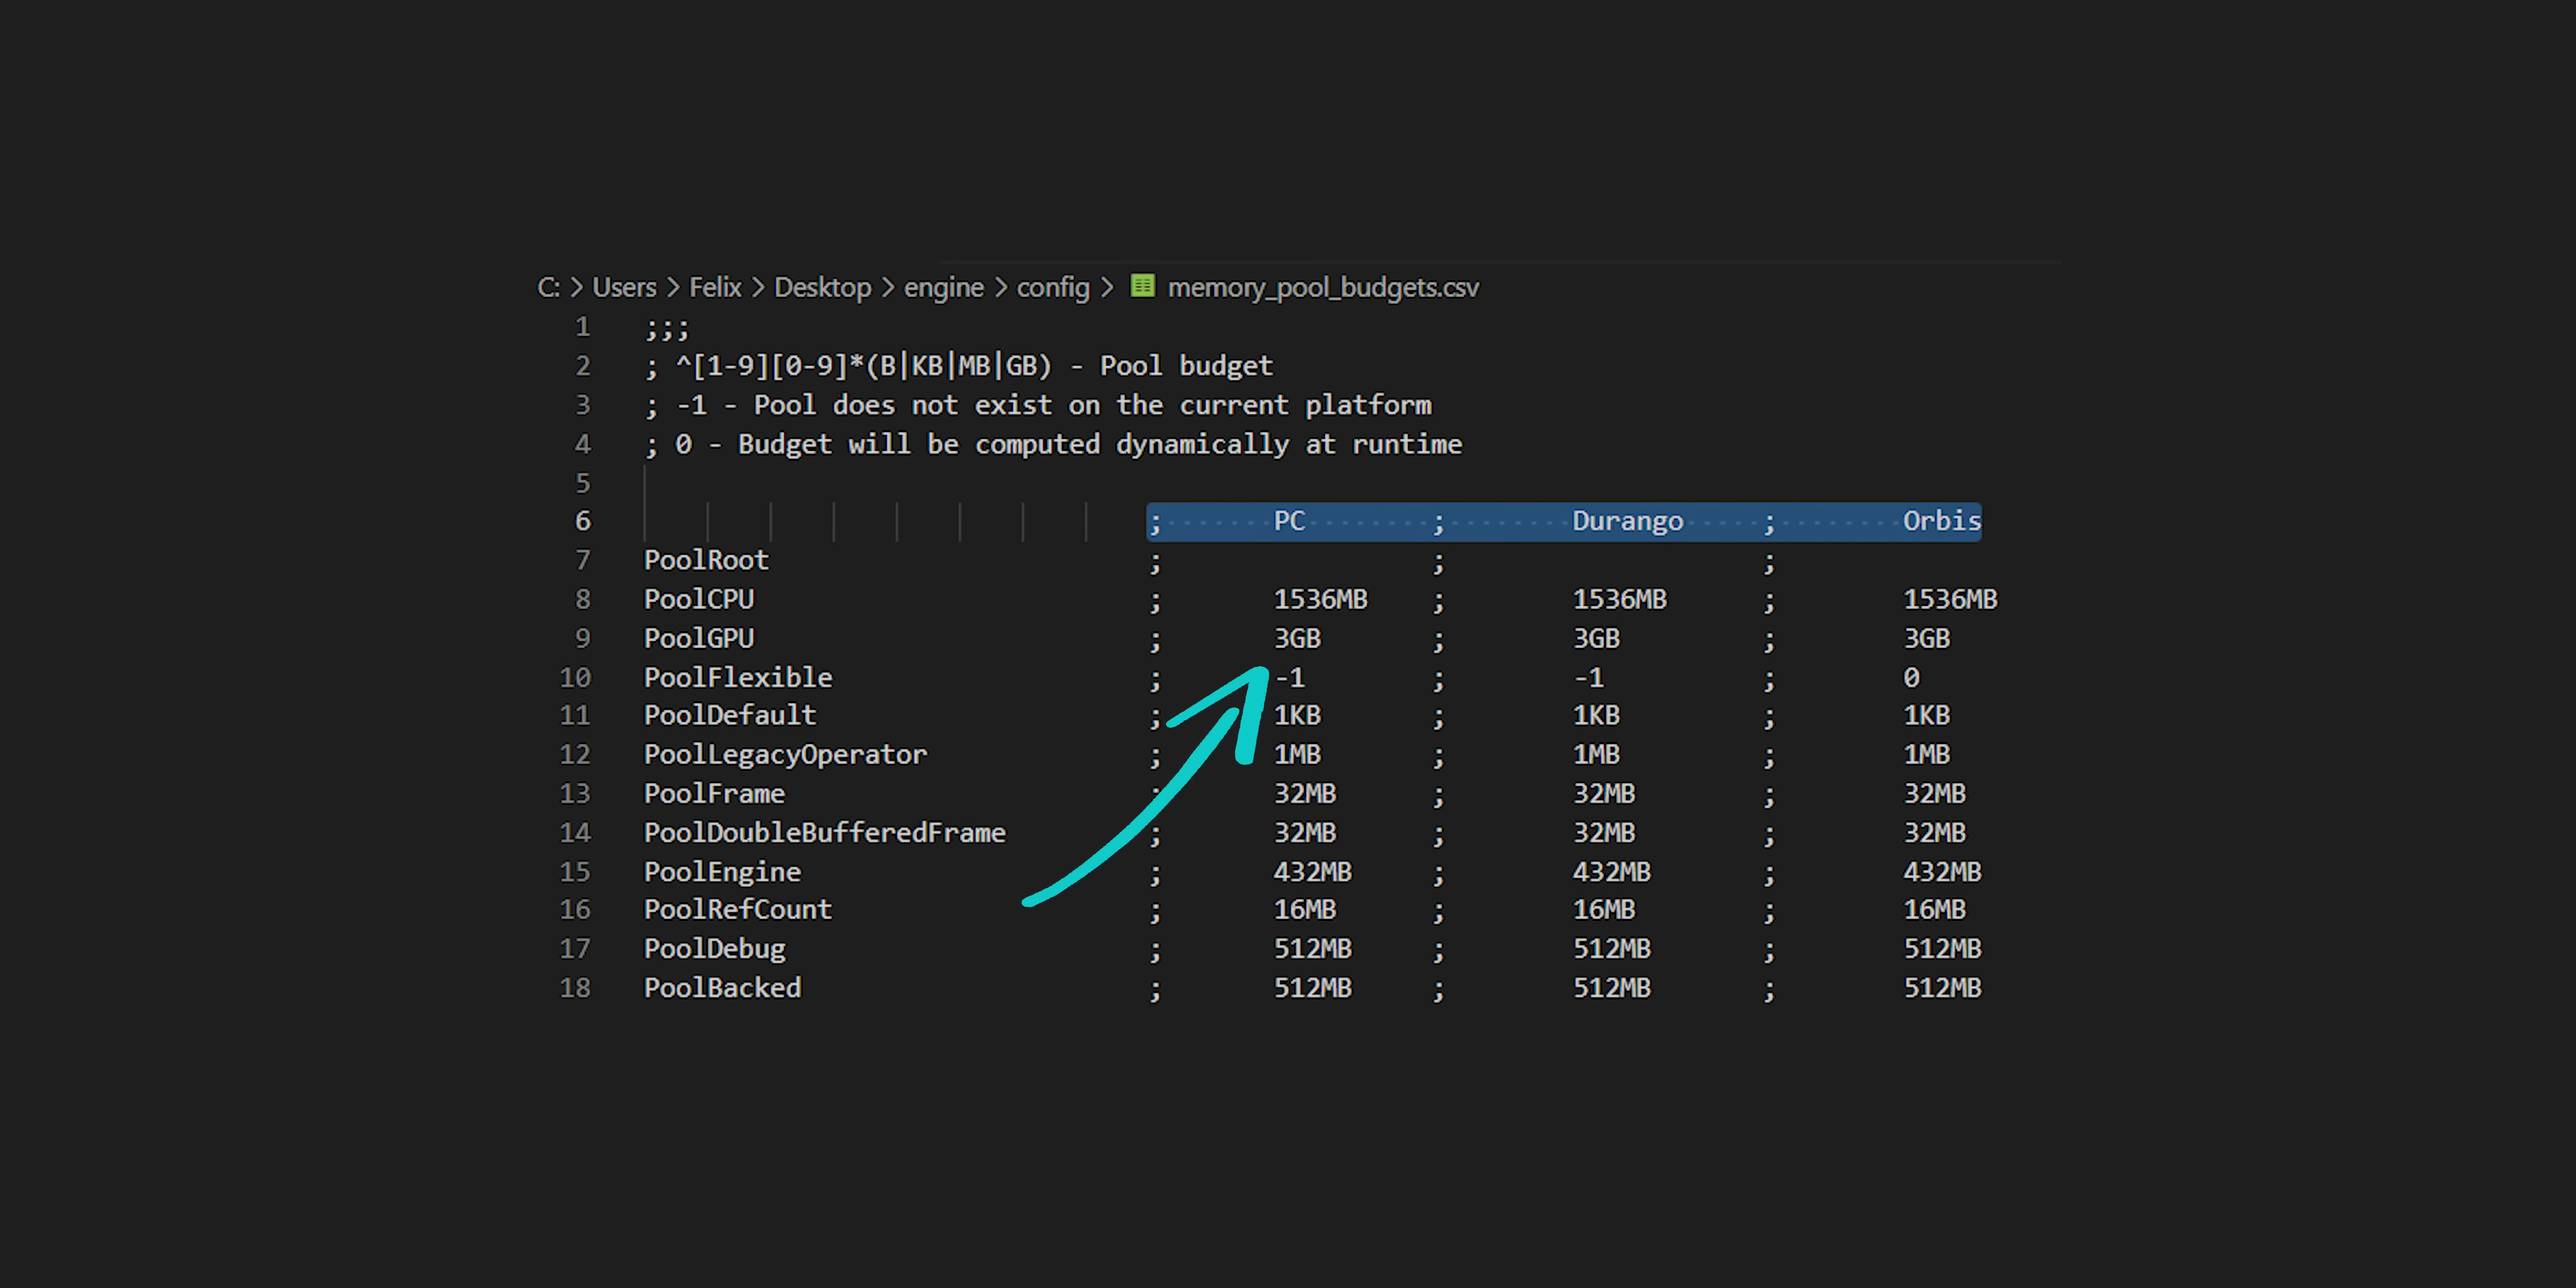 C: > Users > Felix > Desktop > engine > config > memory_pool_budgets.csv
1 ;;;
2 ; ^[1-9][0-9]*(B|KB|MB|GB) - Pool budget
3 ; -1 - Pool does not exist on the current platform
4 ; 0 - Budget will be computed dynamically at runtime
5
6 ; PC ; Durango ; Orbis
7 PoolRoot ; ; ;
8 PoolCPU ; 1536MB ; 1536MB ; 1536MB
9 PoolGPU ; 3GB ; 3GB ; 3GB
10 PoolFlexible ; -1 ; -1 ; 0
11 PoolDefault ; 1KB ; 1KB ; 1KB
12 PoolLegacyOperator ; 1MB ; 1MB ; 1MB
13 PoolFrame ; 32MB ; 32MB ; 32MB
14 PoolDoubleBufferedFrame ; 32MB ; 32MB ; 32MB
15 PoolEngine ; 432MB ; 432MB ; 432MB
16 PoolRefCount ; 16MB ; 16MB ; 16MB
17 PoolDebug ; 512MB ; 512MB ; 512MB
18 PoolBacked ; 512MB ; 512MB ; 512MB